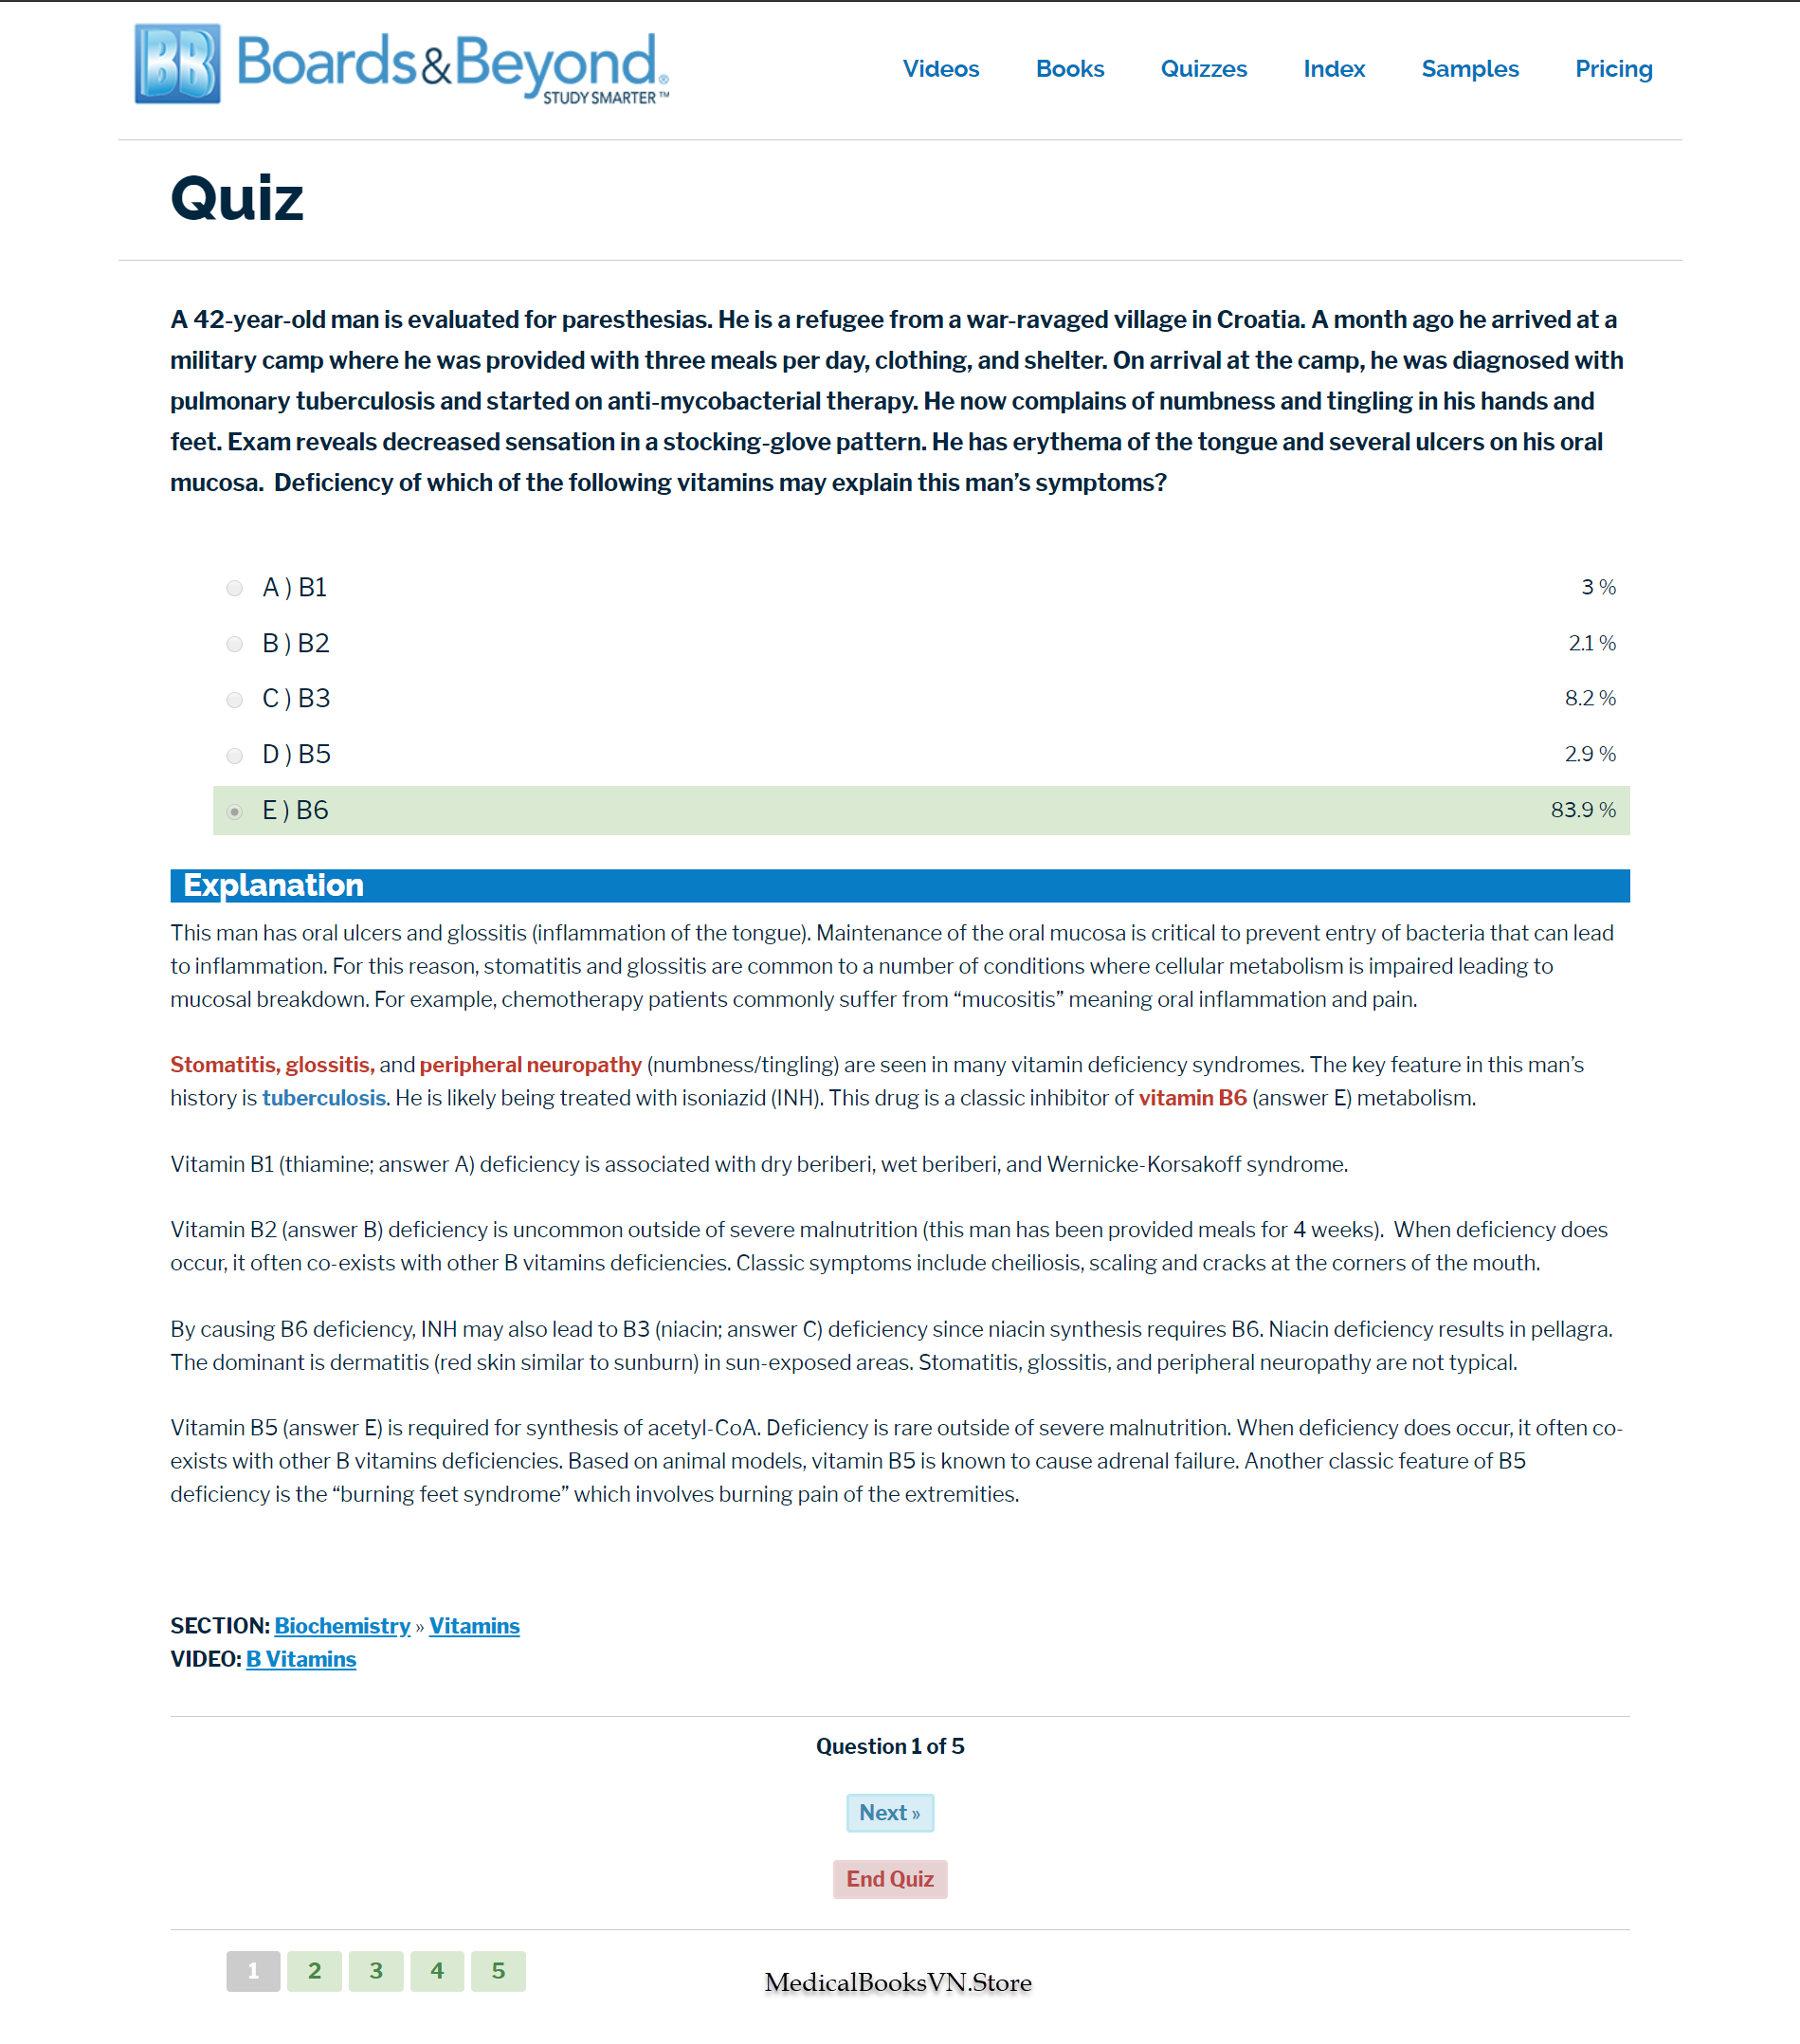 BB Boards&Beyond®
STUDY SMARTER™
Videos Books Quizzes Index Samples Pricing
Quiz
A 42-year-old man is evaluated for paresthesias. He is a refugee from a war-ravaged village in Croatia. A month ago he arrived at a
military camp where he was provided with three meals per day, clothing, and shelter. On arrival at the camp, he was diagnosed with
pulmonary tuberculosis and started on anti-mycobacterial therapy. He now complains of numbness and tingling in his hands and
feet. Exam reveals decreased sensation in a stocking-glove pattern. He has erythema of the tongue and several ulcers on his oral
mucosa.  Deficiency of which of the following vitamins may explain this man’s symptoms?
A ) B1 3 %
B ) B2 2.1 %
C ) B3 8.2 %
D ) B5 2.9 %
E ) B6 83.9 %
Explanation
This man has oral ulcers and glossitis (inflammation of the tongue). Maintenance of the oral mucosa is critical to prevent entry of bacteria that can lead
to inflammation. For this reason, stomatitis and glossitis are common to a number of conditions where cellular metabolism is impaired leading to
mucosal breakdown. For example, chemotherapy patients commonly suffer from “mucositis” meaning oral inflammation and pain.
Stomatitis, glossitis, and peripheral neuropathy (numbness/tingling) are seen in many vitamin deficiency syndromes. The key feature in this man’s
history is tuberculosis. He is likely being treated with isoniazid (INH). This drug is a classic inhibitor of vitamin B6 (answer E) metabolism.
Vitamin B1 (thiamine; answer A) deficiency is associated with dry beriberi, wet beriberi, and Wernicke-Korsakoff syndrome.
Vitamin B2 (answer B) deficiency is uncommon outside of severe malnutrition (this man has been provided meals for 4 weeks).  When deficiency does
occur, it often co-exists with other B vitamins deficiencies. Classic symptoms include cheiliosis, scaling and cracks at the corners of the mouth.
By causing B6 deficiency, INH may also lead to B3 (niacin; answer C) deficiency since niacin synthesis requires B6. Niacin deficiency results in pellagra.
The dominant is dermatitis (red skin similar to sunburn) in sun-exposed areas. Stomatitis, glossitis, and peripheral neuropathy are not typical.
Vitamin B5 (answer E) is required for synthesis of acetyl-CoA. Deficiency is rare outside of severe malnutrition. When deficiency does occur, it often co-
exists with other B vitamins deficiencies. Based on animal models, vitamin B5 is known to cause adrenal failure. Another classic feature of B5
deficiency is the “burning feet syndrome” which involves burning pain of the extremities.
SECTION: Biochemistry » Vitamins
VIDEO: B Vitamins
Question 1 of 5
Next »
End Quiz
1 2 3 4 5
MedicalBooksVN.Store